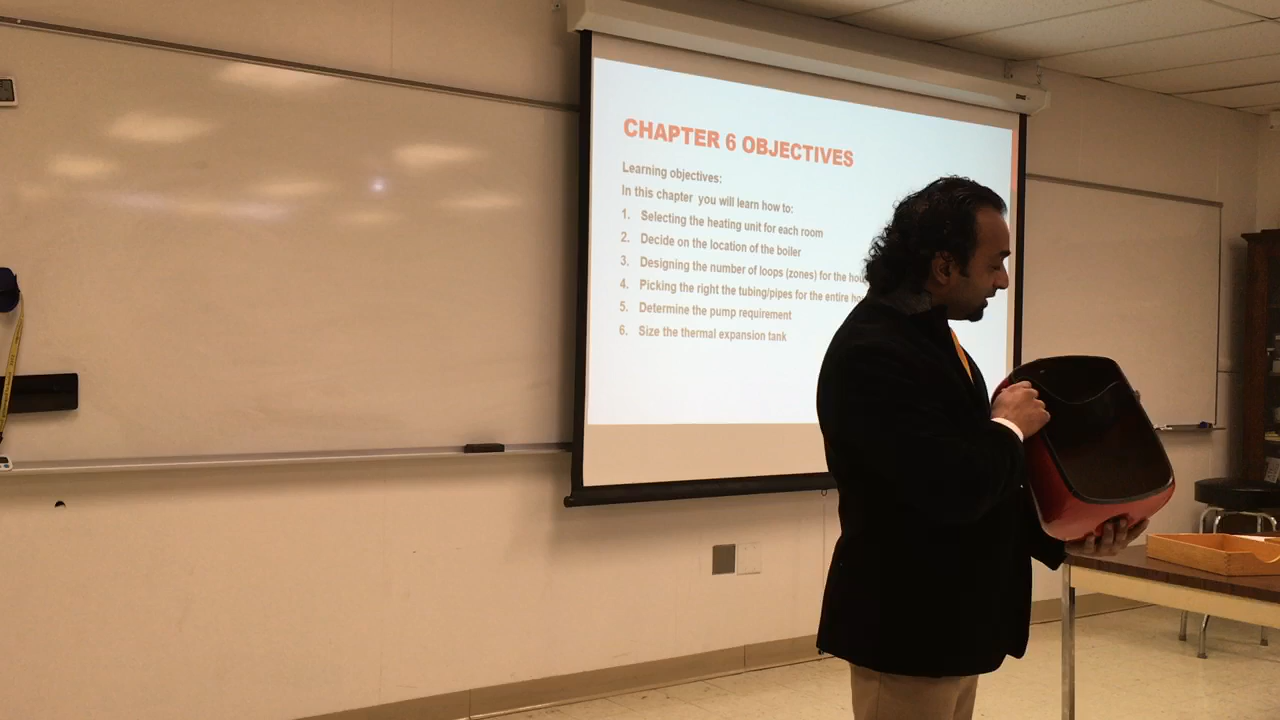 CHAPTER 6 OBJECTIVES
Learning objectives:
In this chapter you will learn how to:
1. Selecting the heating unit for each room
2. Decide on the location of the boiler
3. Designing the number of loops (zones) for the
4. Picking the right the tubing/pipes for the entire
5. Determine the pump requirement
6. Size the thermal expansion tank